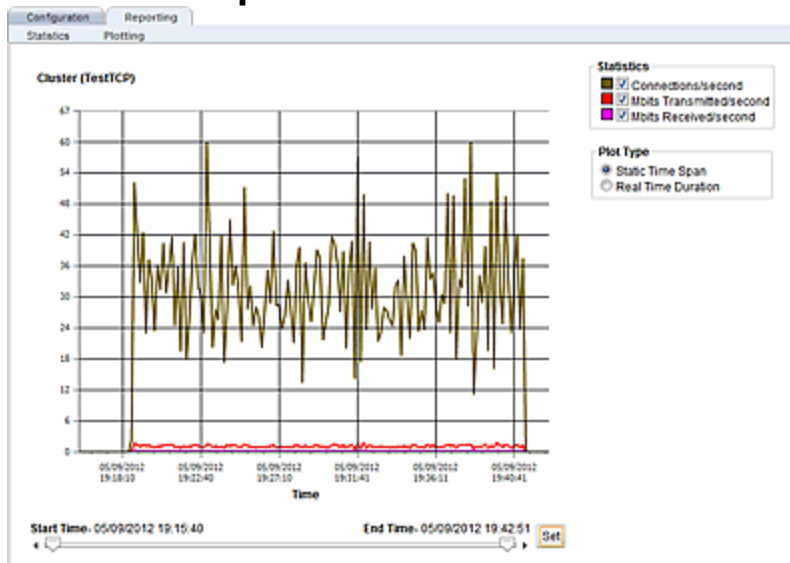 Configuration Reporting
Statistics Plotting
Cluster (TestTCP)
Statistics
Connections/second
Mbits Transmitted/second
Mbits Received/second
Plot Type
Static Time Span
Real Time Duration
67
60
54
48
42
36
30
24
18
12
6
0
05/09/2012 05/09/2012 05/09/2012 05/09/2012 05/09/2012 05/09/2012
19:18:10 19:22:40 19:27:10 19:31:41 19:36:11 19:40:41
Time
Start Time- 05/09/2012 19:15:40 End Time- 05/09/2012 19:42:51 Set